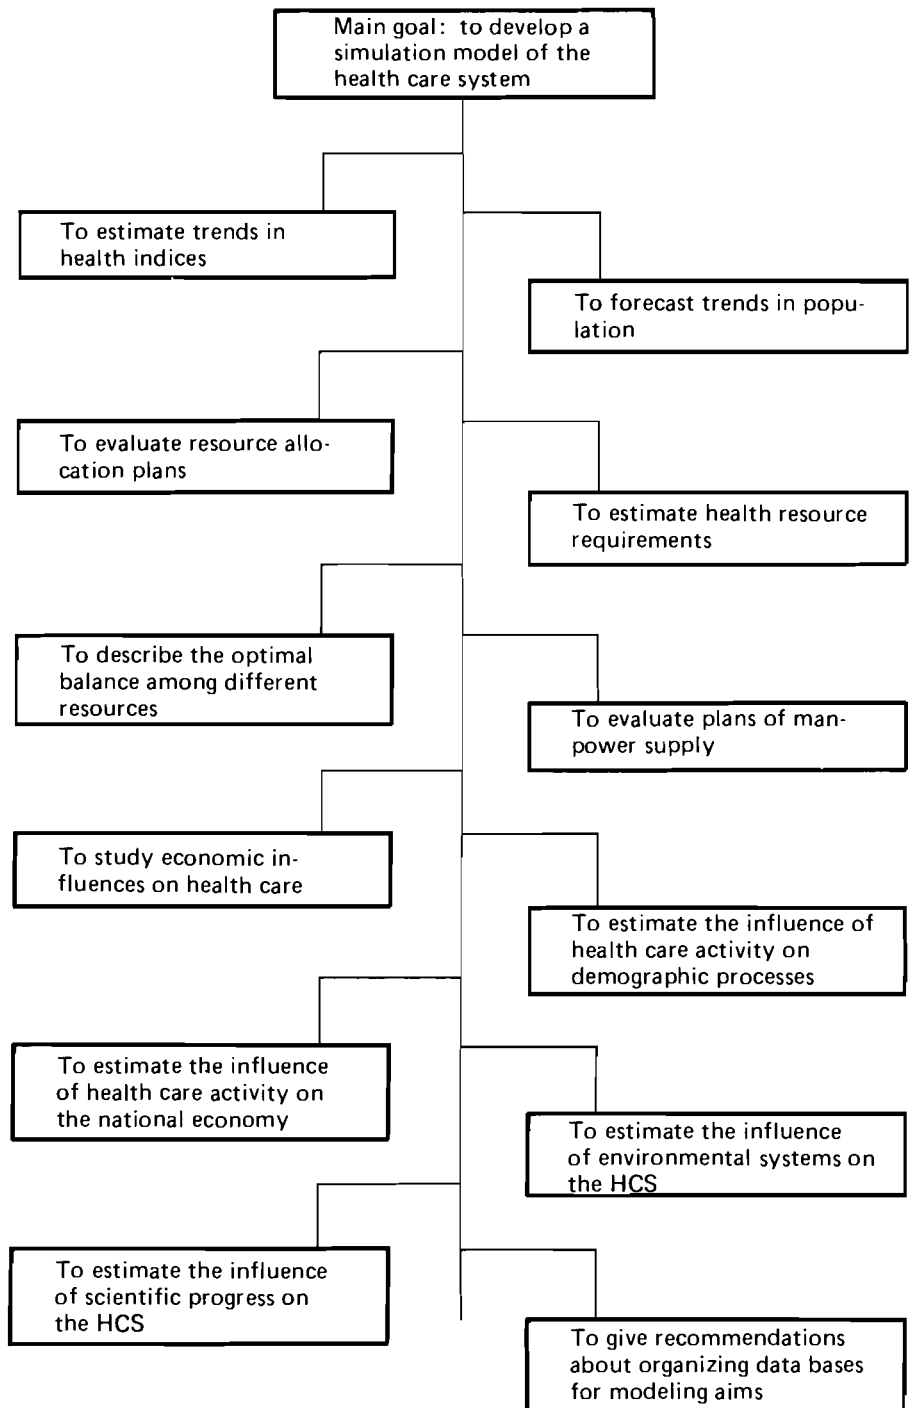 Main goal: to develop a
simulation model of the
health care system
To estimate trends in
health indices
To forecast trends in popu-
lation
To evaluate resource allo-
cation plans
To estimate health resource
requirements
To describe the optimal
balance among different
resources
To evaluate plans of man-
power supply
To study economic in-
fluences on health care
To estimate the influence of
health care activity on
demographic processes
To estimate the influence
of health care activity on
the national economy
To estimate the influence
of environmental systems on
the HCS
To estimate the influence
of scientific progress on
the HCS
To give recommendations
about organizing data bases
for modeling aims